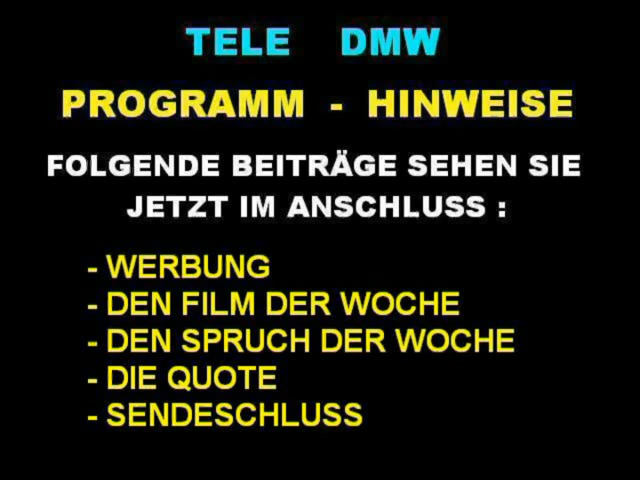 TELE DMW
PROGRAMM - HINWEISE
FOLGENDE BEITRÄGE SEHEN SIE
JETZT IM ANSCHLUSS :
- WERBUNG
- DEN FILM DER WOCHE
- DEN SPRUCH DER WOCHE
- DIE QUOTE
- SENDESCHLUSS